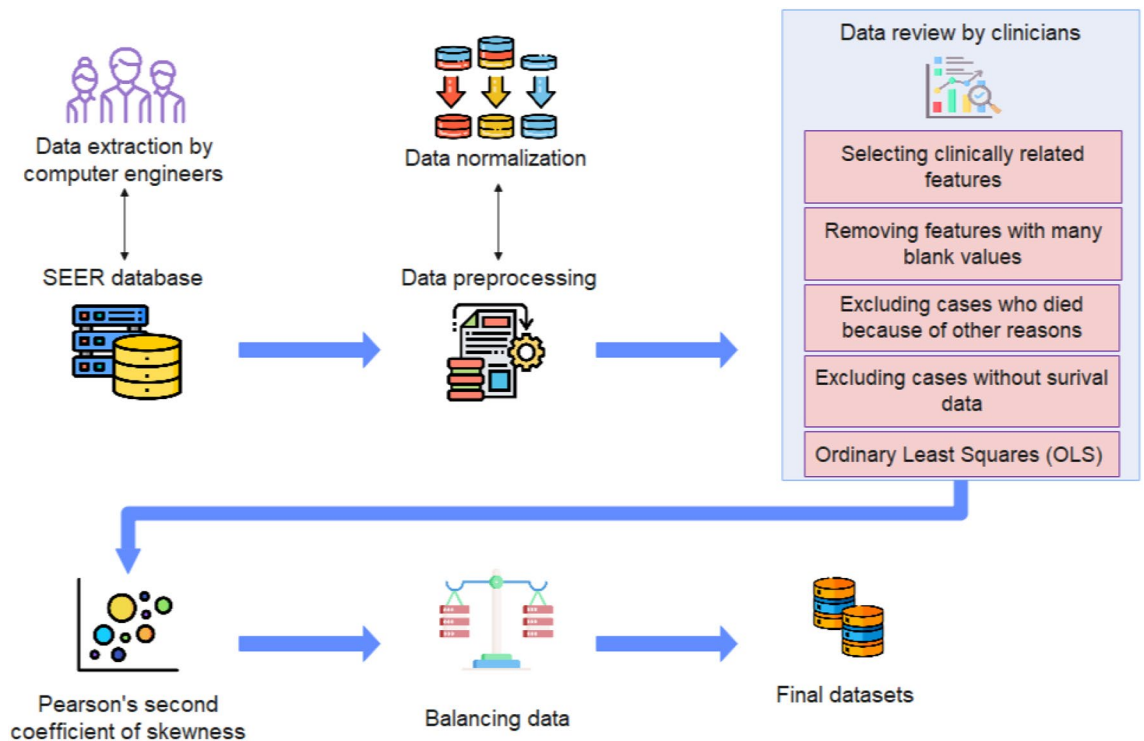 Data extraction by
computer engineers
SEER database
Data normalization
Data preprocessing
Data review by clinicians
Selecting clinically related
features
Removing features with many
blank values
Excluding cases who died
because of other reasons
Excluding cases without surival
data
Ordinary Least Squares (OLS)
Pearson's second
coefficient of skewness
Balancing data
Final datasets